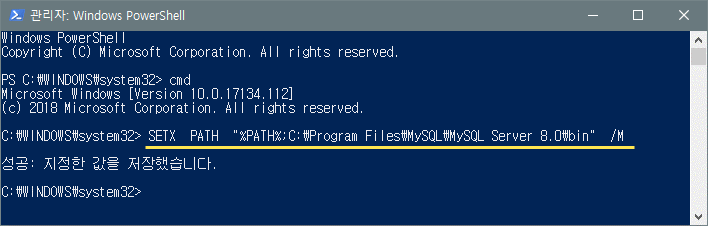 관리자: Windows PowerShell
Windows PowerShell
Copyright (C) Microsoft Corporation. All rights reserved.
PS C:₩WINDOWS₩system32> cmd
Microsoft Windows [Version 10.0.17134.112]
(c) 2018 Microsoft Corporation. All rights reserved.
C:₩WINDOWS₩system32> SETX  PATH  "%PATH%;C:₩Program Files₩MySQL₩MySQL Server 8.0₩bin"  /M
성공: 지정한 값을 저장했습니다.
C:₩WINDOWS₩system32>